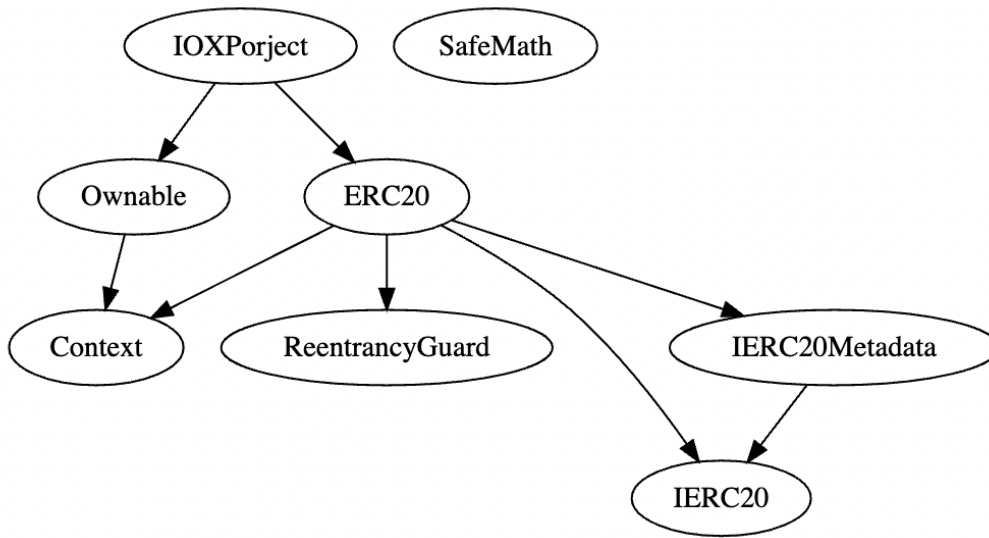 IOXPorject
SafeMath
Ownable
ERC20
Context
ReentrancyGuard
IERC20Metadata
IERC20